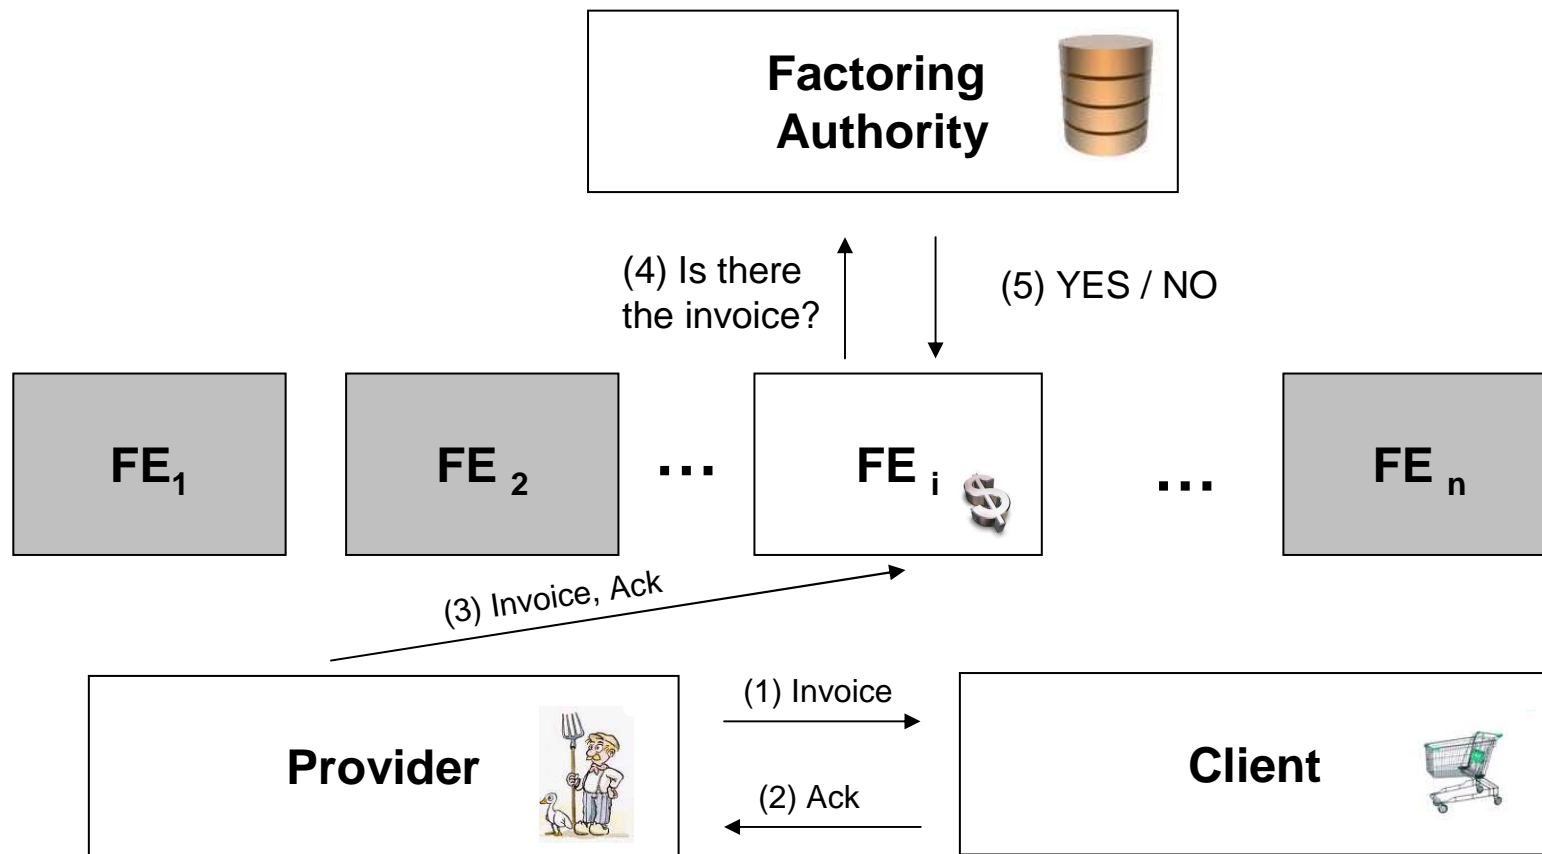 Factoring
Authority
(4) Is there
the invoice?
(5) YES / NO
FE₁
FE ₂
...
FE ᵢ
...
FE ₙ
(3) Invoice, Ack
(1) Invoice
Provider
Client
(2) Ack